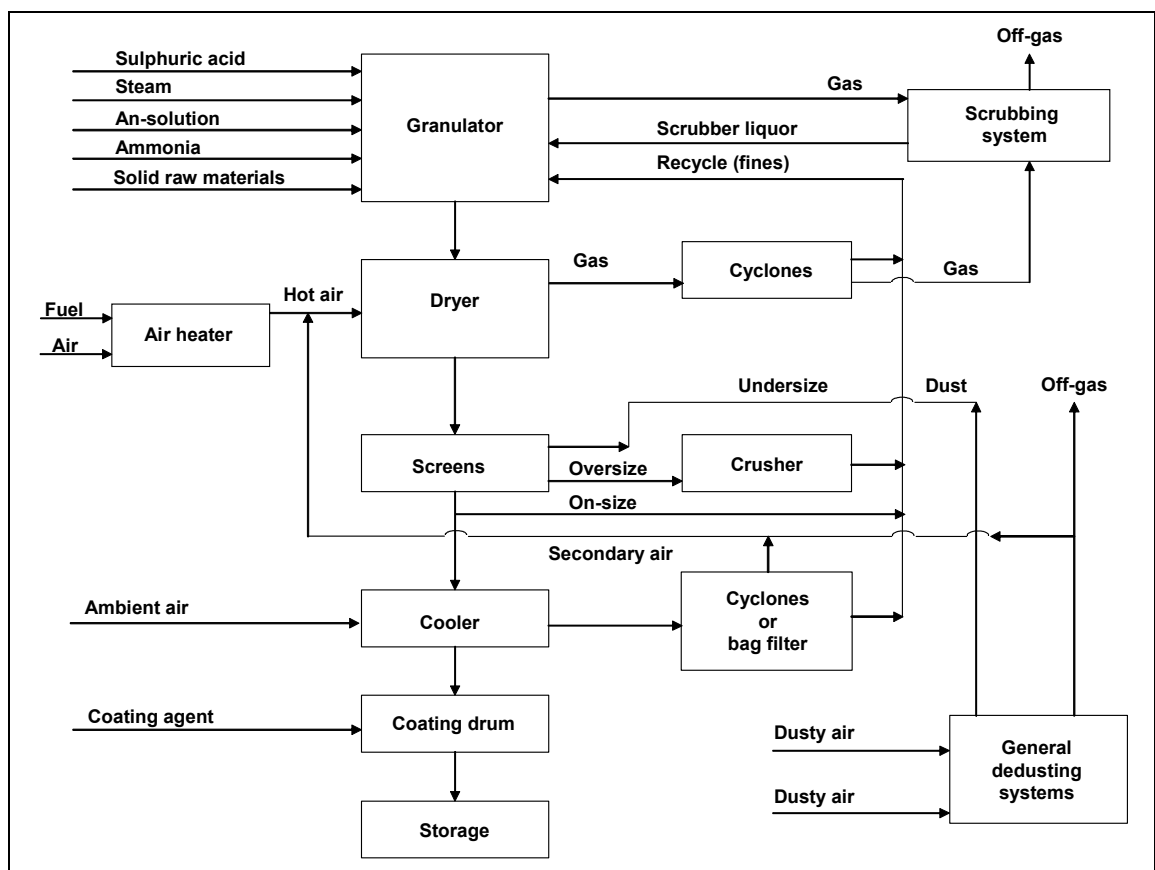 Off-gas
Sulphuric acid
Steam
An-solution
Ammonia
Solid raw materials
Granulator
Gas
Scrubber liquor
Recycle (fines)
Scrubbing
system
Fuel
Air
Air heater
Hot air
Dryer
Gas
Cyclones
Gas
Undersize
Dust
Off-gas
Screens
Oversize
Crusher
On-size
Secondary air
Ambient air
Cooler
Cyclones
or
bag filter
Coating agent
Coating drum
Dusty air
Dusty air
General
dedusting
systems
Storage